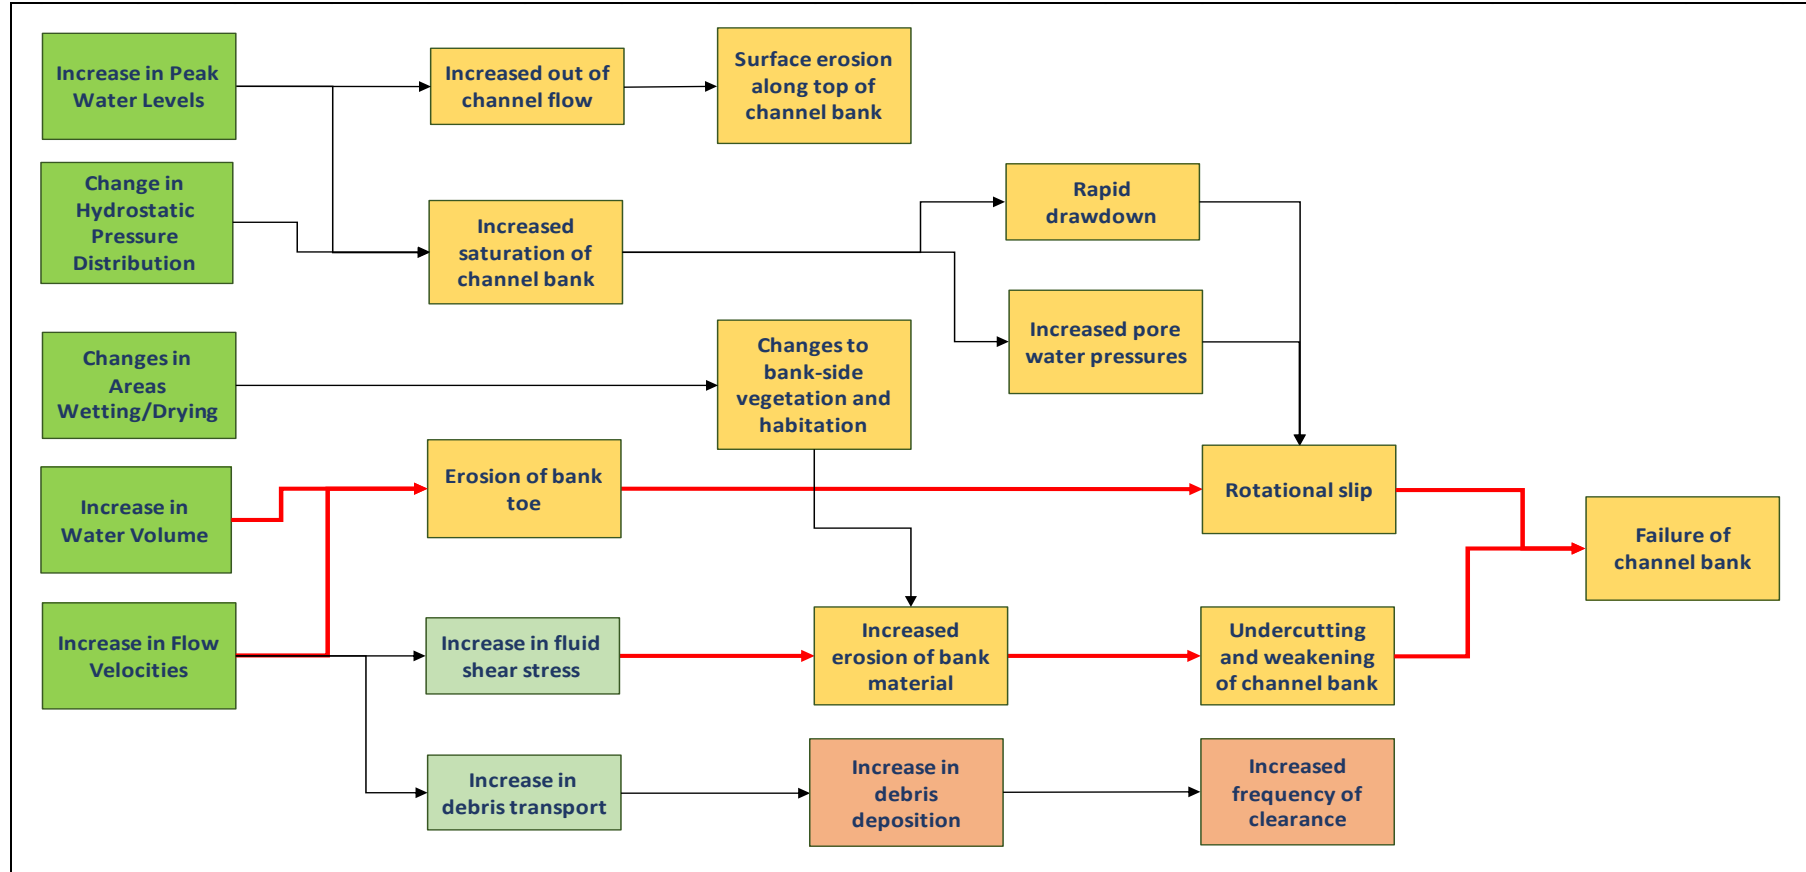 Increase in Peak
Water Levels
Increased out of
channel flow
Surface erosion
along top of
channel bank
Change in
Hydrostatic
Pressure
Distribution
Increased
saturation of
channel bank
Rapid
drawdown
Increased pore
water pressures
Changes in
Areas
Wetting/Drying
Changes to
bank-side
vegetation and
habitation
Increase in
Water Volume
Erosion of bank
toe
Rotational slip
Failure of
channel bank
Increase in Flow
Velocities
Increase in fluid
shear stress
Increased
erosion of bank
material
Undercutting
and weakening
of channel bank
Increase in
debris transport
Increase in
debris
deposition
Increased
frequency of
clearance